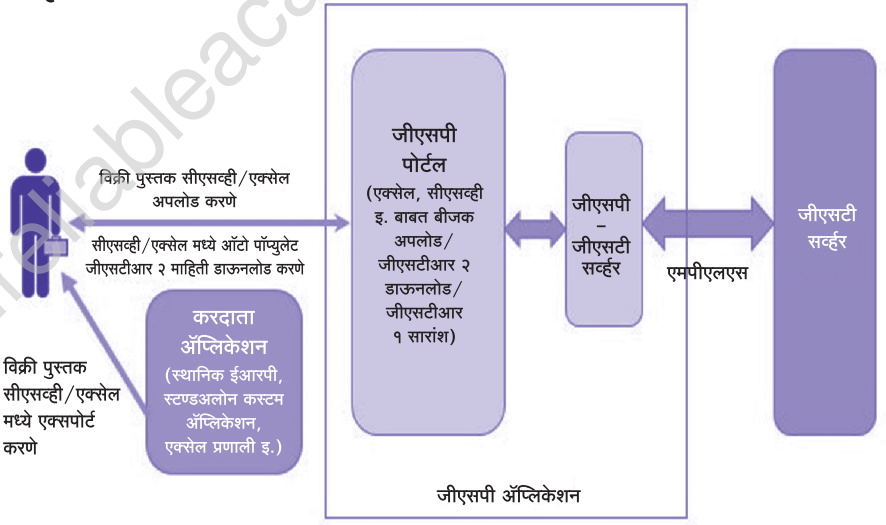 विक्री पुस्तक सीएसव्ही/एक्सेल
अपलोड करणे
सीएसव्ही/एक्सेल मध्ये ऑटो पॉप्युलेट
जीएसटीआर २ माहिती डाऊनलोड करणे
विक्री पुस्तक
सीएसव्ही/एक्सेल
मध्ये एक्सपोर्ट
करणे
करदाता
ॲप्लिकेशन
(स्थानिक ईआरपी,
स्टण्डअलोन कस्टम
ॲप्लिकेशन,
एक्सेल प्रणाली इ.)
जीएसपी
पोर्टल
(एक्सेल, सीएसव्ही
इ. बाबत बीजक
अपलोड/
जीएसटीआर २
डाऊनलोड/
जीएसटीआर
१ सारांश)
जीएसपी
–
जीएसटी
सर्व्हर
एमपीएलएस
जीएसटी
सर्व्हर
जीएसपी ॲप्लिकेशन